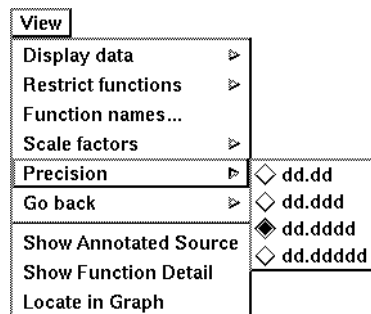 View
Display data
Restrict functions
Function names...
Scale factors
Precision
Go back
Show Annotated Source
Show Function Detail
Locate in Graph
dd.dd
dd.ddd
dd.dddd
dd.ddddd